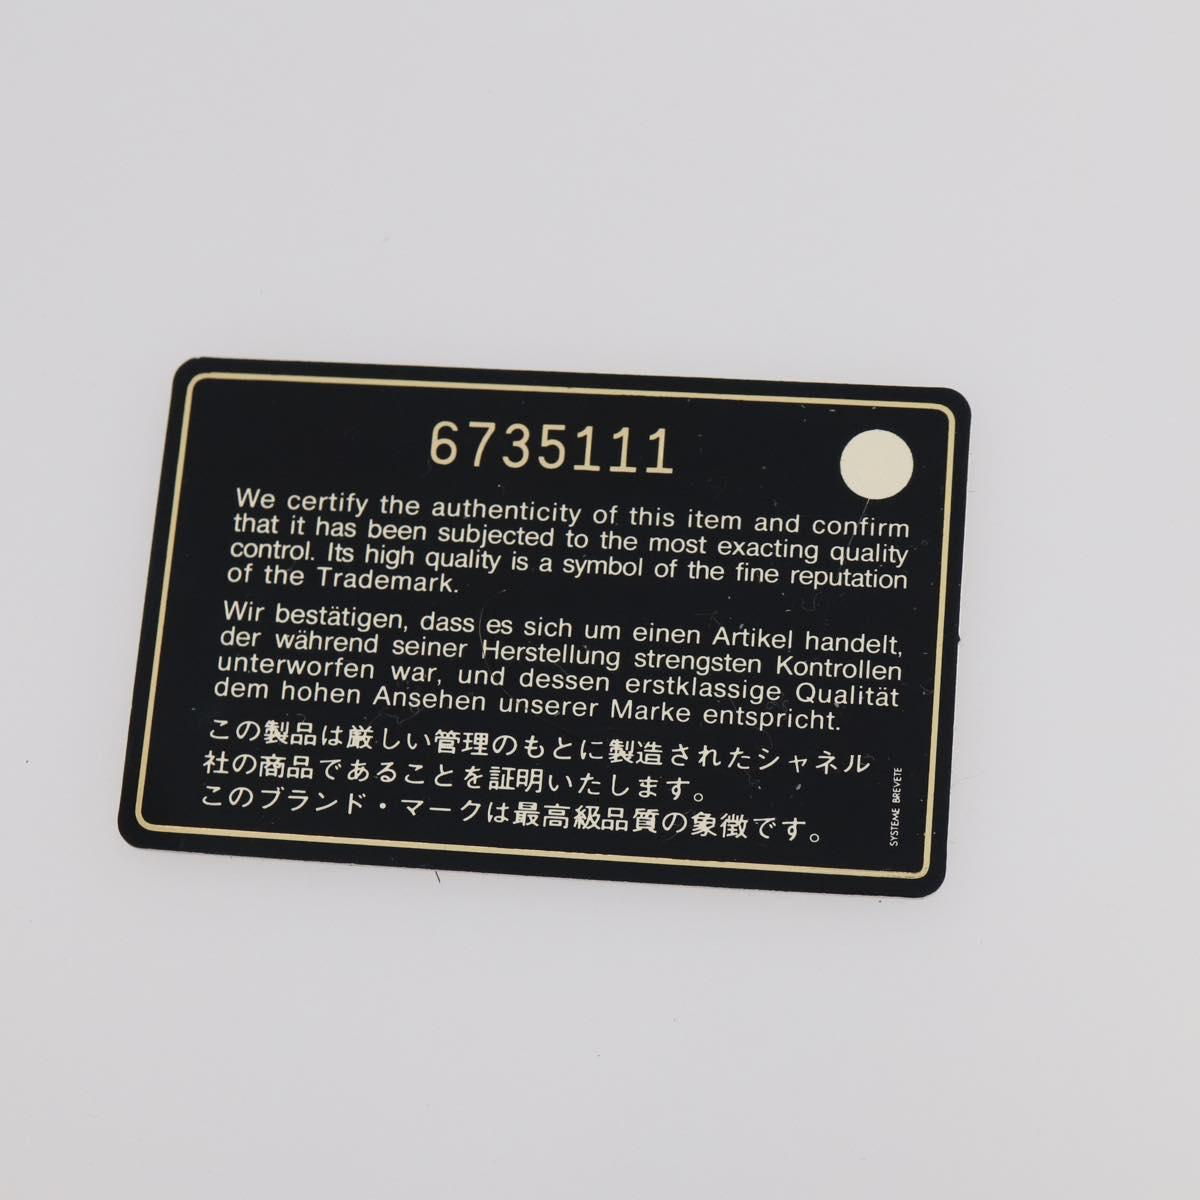 6735111
We certify the authenticity of this item and confirm
that it has been subjected to the most exacting quality
control. Its high quality is a symbol of the fine reputation
of the Trademark.
Wir bestätigen, dass es sich um einen Artikel handelt,
der während seiner Herstellung strengsten Kontrollen
unterworfen war, und dessen erstklassige Qualität
dem hohen Ansehen unserer Marke entspricht.
この製品は厳しい管理のもとに製造されたシャネル
社の商品であることを証明いたします。
このブランド・マークは最高級品質の象徴です。
SYSTEME BREVETE